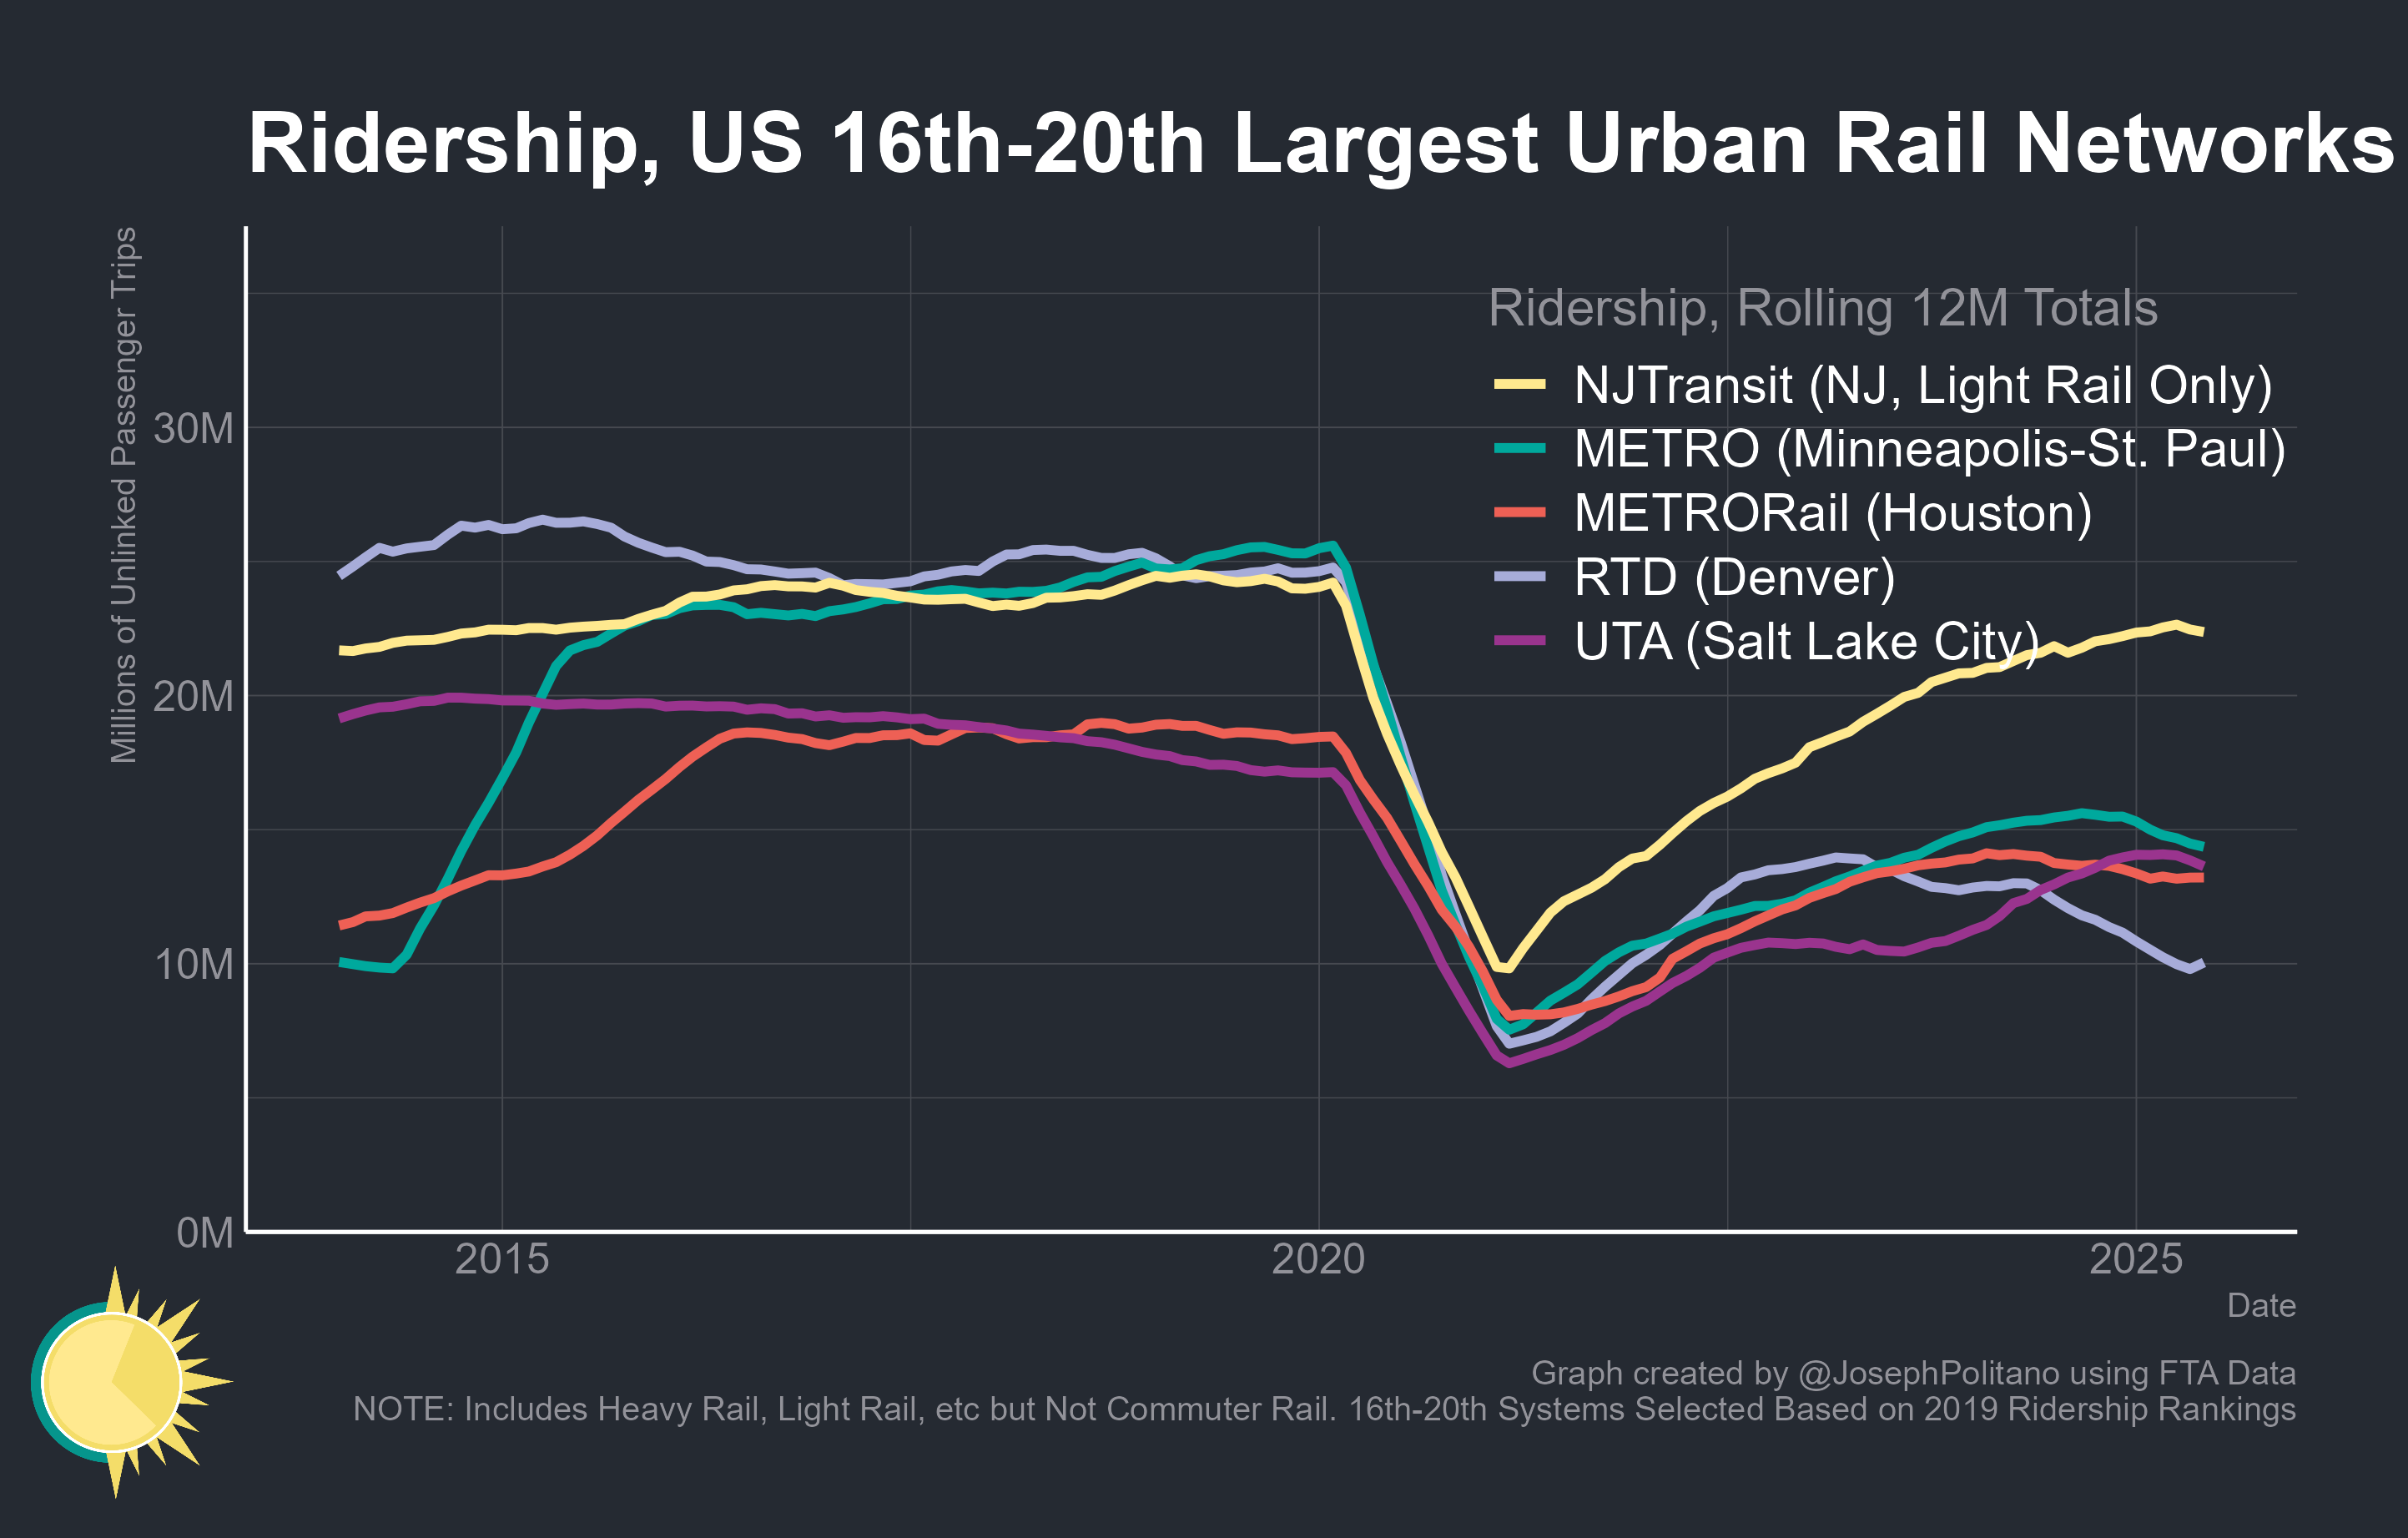 Ridership, US 16th-20th Largest Urban Rail Networks
Millions of Unlinked Passenger Trips
Ridership, Rolling 12M Totals
NJTransit (NJ, Light Rail Only)
METRO (Minneapolis-St. Paul)
METRORail (Houston)
RTD (Denver)
UTA (Salt Lake City)
30M
20M
10M
0M
2015
2020
2025
Date
Graph created by @JosephPolitano using FTA Data
NOTE: Includes Heavy Rail, Light Rail, etc but Not Commuter Rail. 16th-20th Systems Selected Based on 2019 Ridership Rankings